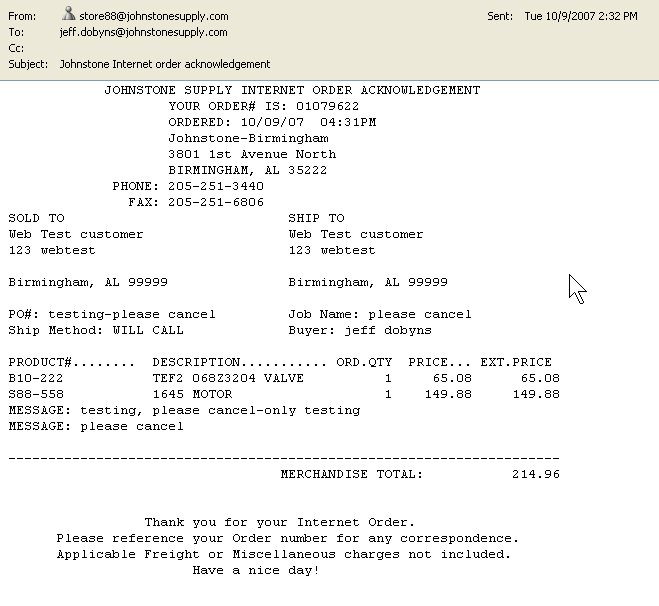 From: store88@johnstonesupply.com Sent: Tue 10/9/2007 2:32 PM
To: jeff.dobyns@johnstonesupply.com
Cc:
Subject: Johnstone Internet order acknowledgement
JOHNSTONE SUPPLY INTERNET ORDER ACKNOWLEDGEMENT
YOUR ORDER# IS: 01079622
ORDERED: 10/09/07 04:31PM
Johnstone-Birmingham
3801 1st Avenue North
BIRMINGHAM, AL 35222
PHONE: 205-251-3440
FAX: 205-251-6806
SOLD TO SHIP TO
Web Test customer Web Test customer
123 webtest 123 webtest
Birmingham, AL 99999 Birmingham, AL 99999
PO#: testing-please cancel Job Name: please cancel
Ship Method: WILL CALL Buyer: jeff dobyns
PRODUCT#........ DESCRIPTION........... ORD.QTY PRICE... EXT.PRICE
B10-222 TEF2 068Z3204 VALVE 1 65.08 65.08
S88-558 1645 MOTOR 1 149.88 149.88
MESSAGE: testing, please cancel-only testing
MESSAGE: please cancel
---------------------------------------------------------------------
MERCHANDISE TOTAL: 214.96
Thank you for your Internet Order.
Please reference your Order number for any correspondence.
Applicable Freight or Miscellaneous charges not included.
Have a nice day!